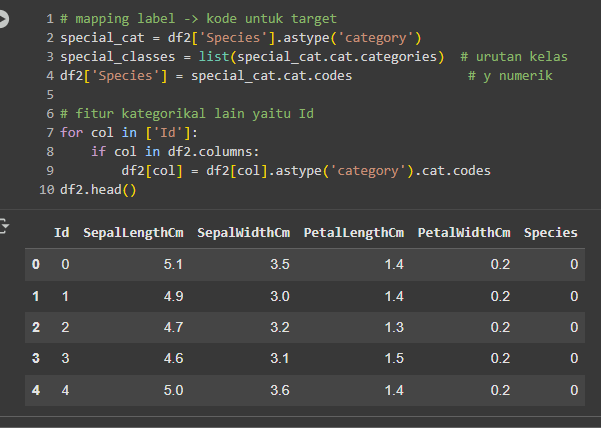 1 # mapping label -> kode untuk target
2 special_cat = df2['Species'].astype('category')
3 special_classes = list(special_cat.cat.categories)  # urutan kelas
4 df2['Species'] = special_cat.cat.codes              # y numerik
5
6 # fitur kategorikal lain yaitu Id
7 for col in ['Id']:
8     if col in df2.columns:
9         df2[col] = df2[col].astype('category').cat.codes
10 df2.head()
Id SepalLengthCm SepalWidthCm PetalLengthCm PetalWidthCm Species
0 0 5.1 3.5 1.4 0.2 0
1 1 4.9 3.0 1.4 0.2 0
2 2 4.7 3.2 1.3 0.2 0
3 3 4.6 3.1 1.5 0.2 0
4 4 5.0 3.6 1.4 0.2 0